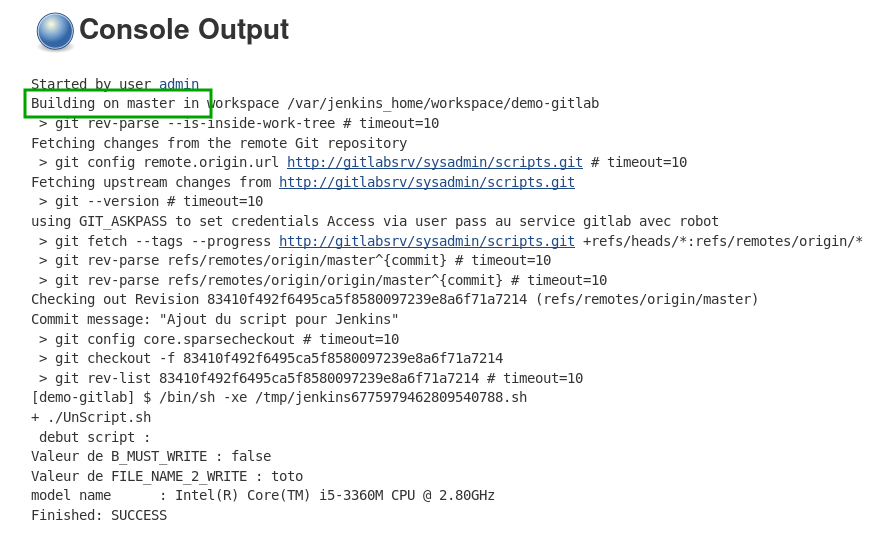 Console Output
Started by user admin
Building on master in workspace /var/jenkins_home/workspace/demo-gitlab
> git rev-parse --is-inside-work-tree # timeout=10
Fetching changes from the remote Git repository
> git config remote.origin.url http://gitlabsrv/sysadmin/scripts.git # timeout=10
Fetching upstream changes from http://gitlabsrv/sysadmin/scripts.git
> git --version # timeout=10
using GIT_ASKPASS to set credentials Access via user pass au service gitlab avec robot
> git fetch --tags --progress http://gitlabsrv/sysadmin/scripts.git +refs/heads/*:refs/remotes/origin/*
> git rev-parse refs/remotes/origin/master^{commit} # timeout=10
> git rev-parse refs/remotes/origin/origin/master^{commit} # timeout=10
Checking out Revision 83410f492f6495ca5f8580097239e8a6f71a7214 (refs/remotes/origin/master)
Commit message: "Ajout du script pour Jenkins"
> git config core.sparsecheckout # timeout=10
> git checkout -f 83410f492f6495ca5f8580097239e8a6f71a7214
> git rev-list 83410f492f6495ca5f8580097239e8a6f71a7214 # timeout=10
[demo-gitlab] $ /bin/sh -xe /tmp/jenkins6775979462809540788.sh
+ ./UnScript.sh
debut script :
Valeur de B_MUST_WRITE : false
Valeur de FILE_NAME_2_WRITE : toto
model name      : Intel(R) Core(TM) i5-3360M CPU @ 2.80GHz
Finished: SUCCESS